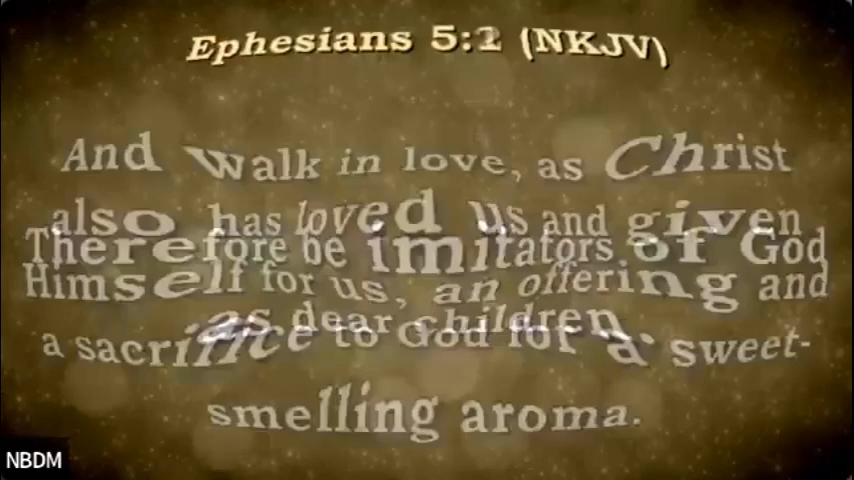 Ephesians 5:2 (NKJV)
And walk in love, as Christ
also has loved us and given
Therefore be imitators of God
Himself for us, an offering and
as dear children.
a sacrifice to God for a sweet-
smelling aroma.
NBDM